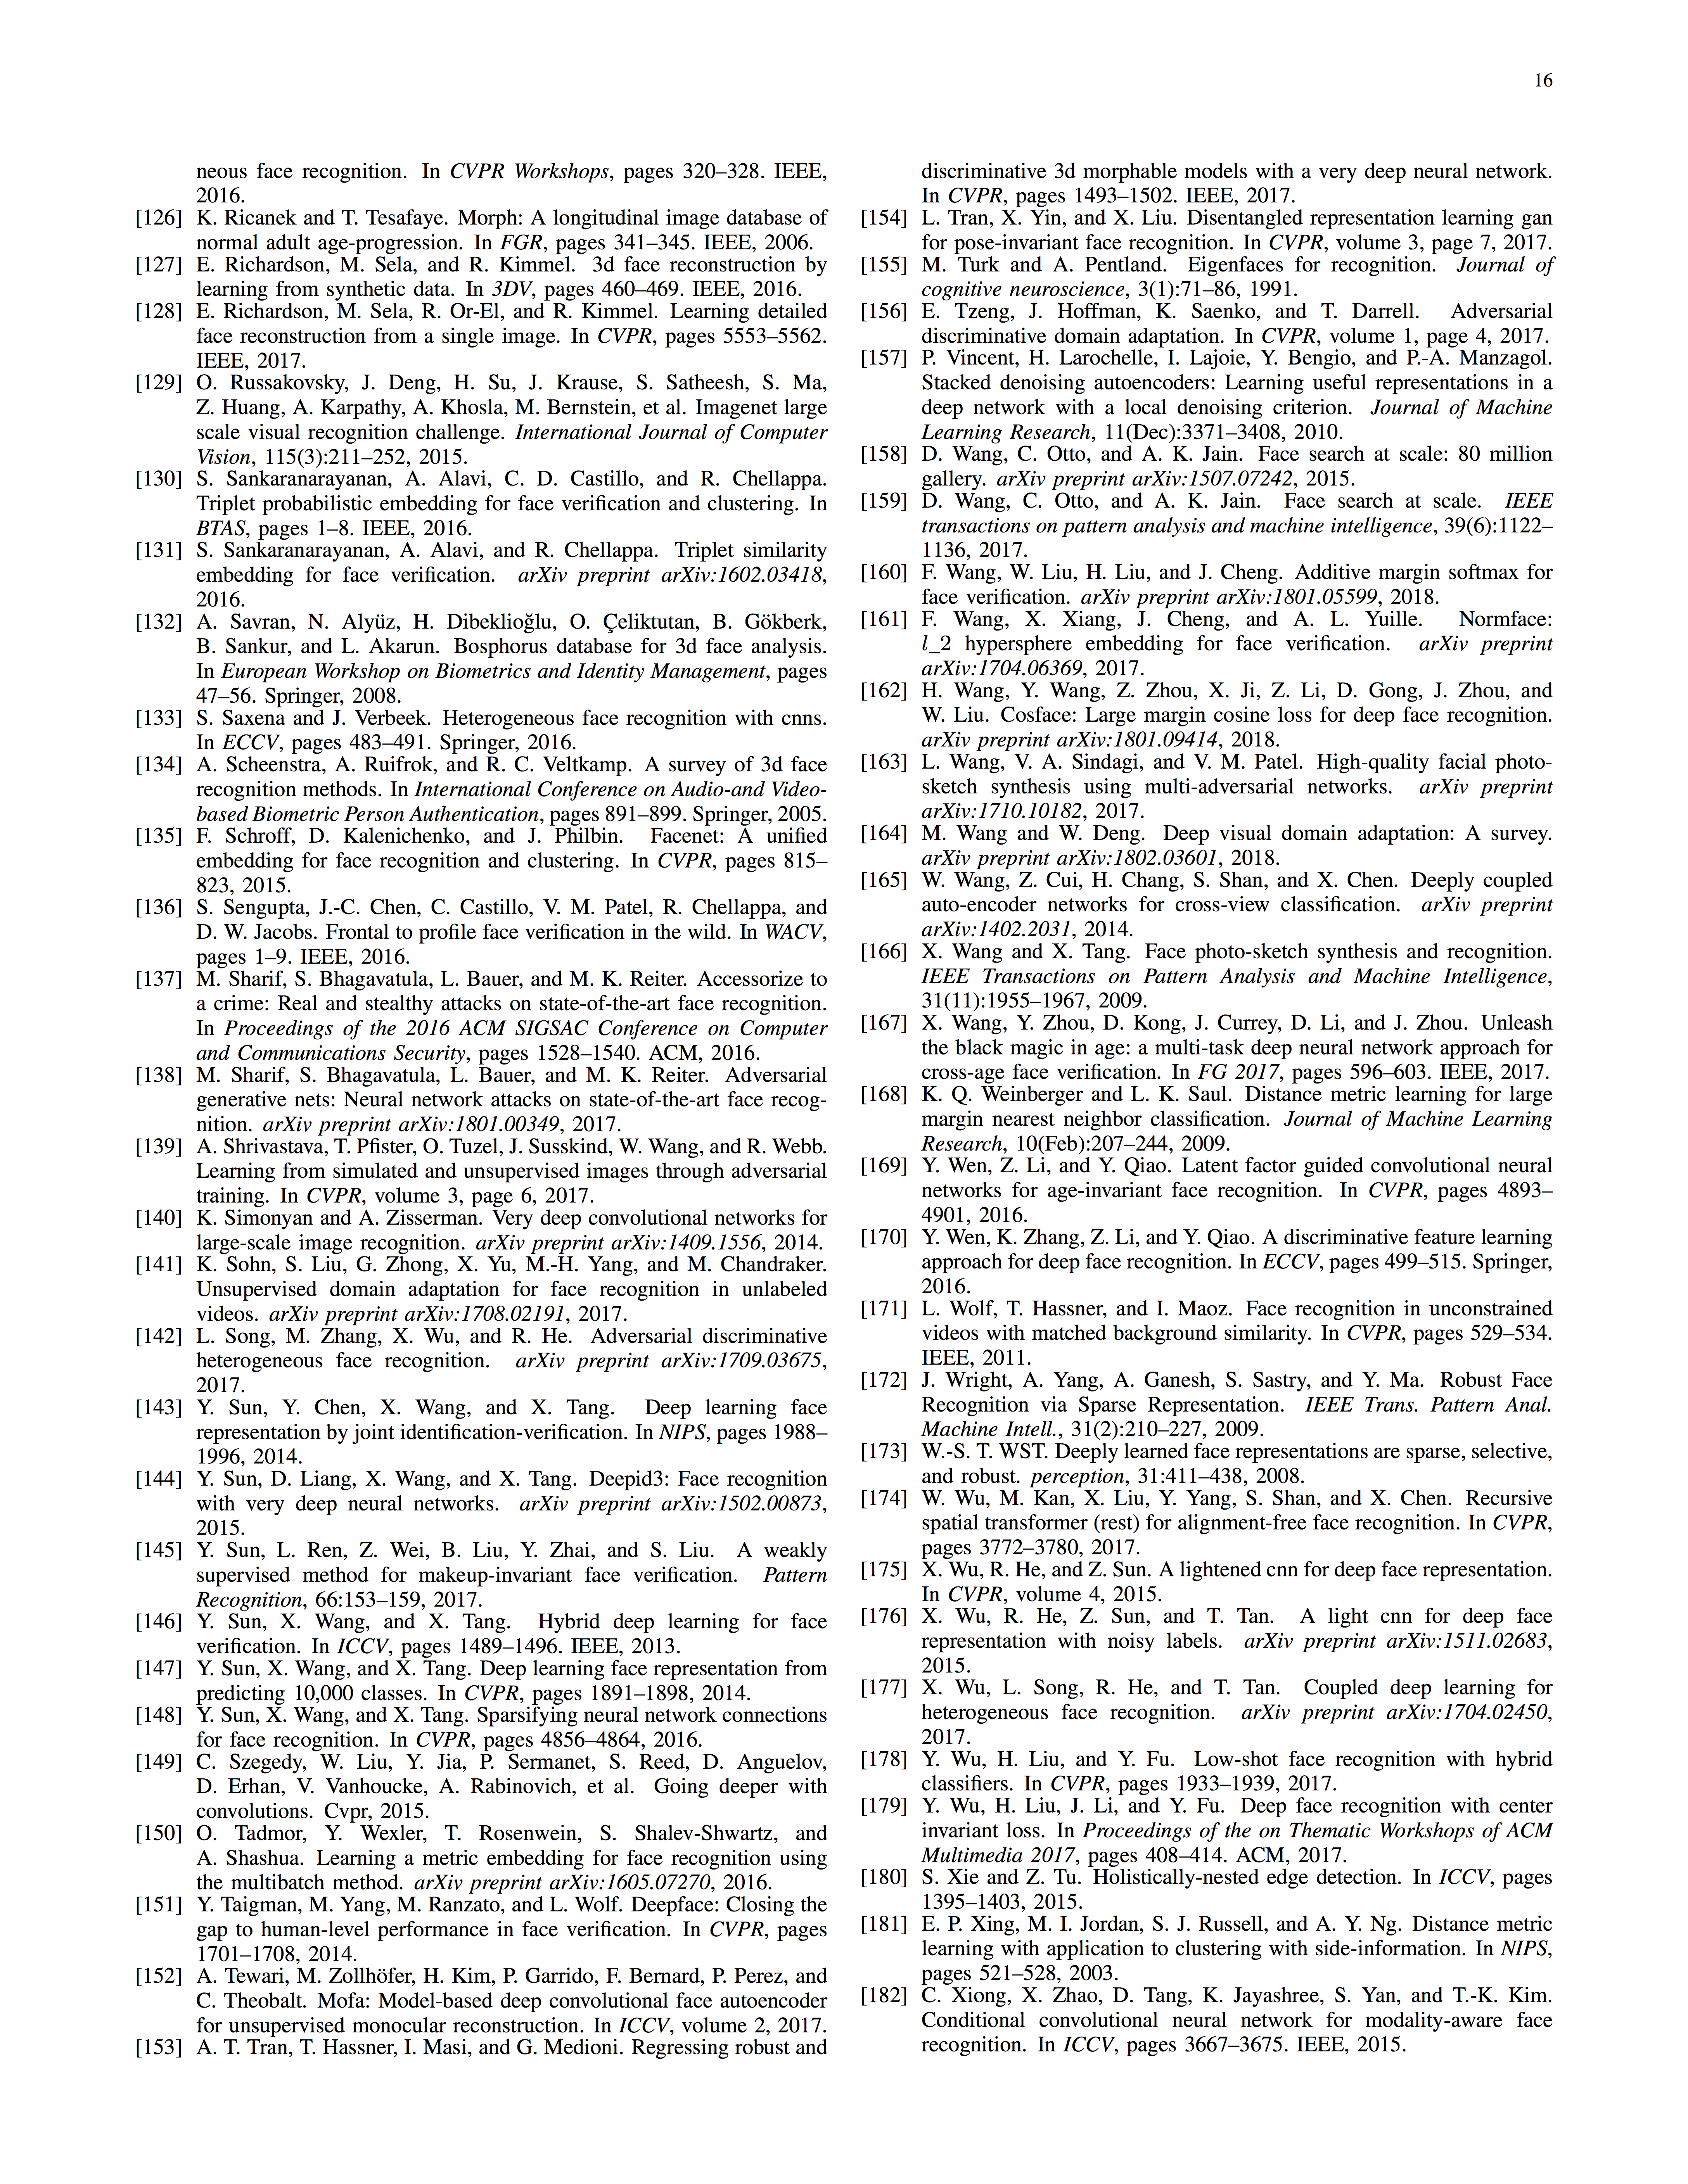 16
neous face recognition. In CVPR Workshops, pages 320–328. IEEE,
2016.
[126] K. Ricanek and T. Tesafaye. Morph: A longitudinal image database of
normal adult age-progression. In FGR, pages 341–345. IEEE, 2006.
[127] E. Richardson, M. Sela, and R. Kimmel. 3d face reconstruction by
learning from synthetic data. In 3DV, pages 460–469. IEEE, 2016.
[128] E. Richardson, M. Sela, R. Or-El, and R. Kimmel. Learning detailed
face reconstruction from a single image. In CVPR, pages 5553–5562.
IEEE, 2017.
[129] O. Russakovsky, J. Deng, H. Su, J. Krause, S. Satheesh, S. Ma,
Z. Huang, A. Karpathy, A. Khosla, M. Bernstein, et al. Imagenet large
scale visual recognition challenge. International Journal of Computer
Vision, 115(3):211–252, 2015.
[130] S. Sankaranarayanan, A. Alavi, C. D. Castillo, and R. Chellappa.
Triplet probabilistic embedding for face verification and clustering. In
BTAS, pages 1–8. IEEE, 2016.
[131] S. Sankaranarayanan, A. Alavi, and R. Chellappa. Triplet similarity
embedding for face verification. arXiv preprint arXiv:1602.03418,
2016.
[132] A. Savran, N. Alyüz, H. Dibeklioğlu, O. Çeliktutan, B. Gökberk,
B. Sankur, and L. Akarun. Bosphorus database for 3d face analysis.
In European Workshop on Biometrics and Identity Management, pages
47–56. Springer, 2008.
[133] S. Saxena and J. Verbeek. Heterogeneous face recognition with cnns.
In ECCV, pages 483–491. Springer, 2016.
[134] A. Scheenstra, A. Ruifrok, and R. C. Veltkamp. A survey of 3d face
recognition methods. In International Conference on Audio-and Video-
based Biometric Person Authentication, pages 891–899. Springer, 2005.
[135] F. Schroff, D. Kalenichenko, and J. Philbin. Facenet: A unified
embedding for face recognition and clustering. In CVPR, pages 815–
823, 2015.
[136] S. Sengupta, J.-C. Chen, C. Castillo, V. M. Patel, R. Chellappa, and
D. W. Jacobs. Frontal to profile face verification in the wild. In WACV,
pages 1–9. IEEE, 2016.
[137] M. Sharif, S. Bhagavatula, L. Bauer, and M. K. Reiter. Accessorize to
a crime: Real and stealthy attacks on state-of-the-art face recognition.
In Proceedings of the 2016 ACM SIGSAC Conference on Computer
and Communications Security, pages 1528–1540. ACM, 2016.
[138] M. Sharif, S. Bhagavatula, L. Bauer, and M. K. Reiter. Adversarial
generative nets: Neural network attacks on state-of-the-art face recog-
nition. arXiv preprint arXiv:1801.00349, 2017.
[139] A. Shrivastava, T. Pfister, O. Tuzel, J. Susskind, W. Wang, and R. Webb.
Learning from simulated and unsupervised images through adversarial
training. In CVPR, volume 3, page 6, 2017.
[140] K. Simonyan and A. Zisserman. Very deep convolutional networks for
large-scale image recognition. arXiv preprint arXiv:1409.1556, 2014.
[141] K. Sohn, S. Liu, G. Zhong, X. Yu, M.-H. Yang, and M. Chandraker.
Unsupervised domain adaptation for face recognition in unlabeled
videos. arXiv preprint arXiv:1708.02191, 2017.
[142] L. Song, M. Zhang, X. Wu, and R. He. Adversarial discriminative
heterogeneous face recognition. arXiv preprint arXiv:1709.03675,
2017.
[143] Y. Sun, Y. Chen, X. Wang, and X. Tang. Deep learning face
representation by joint identification-verification. In NIPS, pages 1988–
1996, 2014.
[144] Y. Sun, D. Liang, X. Wang, and X. Tang. Deepid3: Face recognition
with very deep neural networks. arXiv preprint arXiv:1502.00873,
2015.
[145] Y. Sun, L. Ren, Z. Wei, B. Liu, Y. Zhai, and S. Liu. A weakly
supervised method for makeup-invariant face verification. Pattern
Recognition, 66:153–159, 2017.
[146] Y. Sun, X. Wang, and X. Tang. Hybrid deep learning for face
verification. In ICCV, pages 1489–1496. IEEE, 2013.
[147] Y. Sun, X. Wang, and X. Tang. Deep learning face representation from
predicting 10,000 classes. In CVPR, pages 1891–1898, 2014.
[148] Y. Sun, X. Wang, and X. Tang. Sparsifying neural network connections
for face recognition. In CVPR, pages 4856–4864, 2016.
[149] C. Szegedy, W. Liu, Y. Jia, P. Sermanet, S. Reed, D. Anguelov,
D. Erhan, V. Vanhoucke, A. Rabinovich, et al. Going deeper with
convolutions. Cvpr, 2015.
[150] O. Tadmor, Y. Wexler, T. Rosenwein, S. Shalev-Shwartz, and
A. Shashua. Learning a metric embedding for face recognition using
the multibatch method. arXiv preprint arXiv:1605.07270, 2016.
[151] Y. Taigman, M. Yang, M. Ranzato, and L. Wolf. Deepface: Closing the
gap to human-level performance in face verification. In CVPR, pages
1701–1708, 2014.
[152] A. Tewari, M. Zollhöfer, H. Kim, P. Garrido, F. Bernard, P. Perez, and
C. Theobalt. Mofa: Model-based deep convolutional face autoencoder
for unsupervised monocular reconstruction. In ICCV, volume 2, 2017.
[153] A. T. Tran, T. Hassner, I. Masi, and G. Medioni. Regressing robust and
discriminative 3d morphable models with a very deep neural network.
In CVPR, pages 1493–1502. IEEE, 2017.
[154] L. Tran, X. Yin, and X. Liu. Disentangled representation learning gan
for pose-invariant face recognition. In CVPR, volume 3, page 7, 2017.
[155] M. Turk and A. Pentland. Eigenfaces for recognition. Journal of
cognitive neuroscience, 3(1):71–86, 1991.
[156] E. Tzeng, J. Hoffman, K. Saenko, and T. Darrell. Adversarial
discriminative domain adaptation. In CVPR, volume 1, page 4, 2017.
[157] P. Vincent, H. Larochelle, I. Lajoie, Y. Bengio, and P.-A. Manzagol.
Stacked denoising autoencoders: Learning useful representations in a
deep network with a local denoising criterion. Journal of Machine
Learning Research, 11(Dec):3371–3408, 2010.
[158] D. Wang, C. Otto, and A. K. Jain. Face search at scale: 80 million
gallery. arXiv preprint arXiv:1507.07242, 2015.
[159] D. Wang, C. Otto, and A. K. Jain. Face search at scale. IEEE
transactions on pattern analysis and machine intelligence, 39(6):1122–
1136, 2017.
[160] F. Wang, W. Liu, H. Liu, and J. Cheng. Additive margin softmax for
face verification. arXiv preprint arXiv:1801.05599, 2018.
[161] F. Wang, X. Xiang, J. Cheng, and A. L. Yuille. Normface:
l_2 hypersphere embedding for face verification. arXiv preprint
arXiv:1704.06369, 2017.
[162] H. Wang, Y. Wang, Z. Zhou, X. Ji, Z. Li, D. Gong, J. Zhou, and
W. Liu. Cosface: Large margin cosine loss for deep face recognition.
arXiv preprint arXiv:1801.09414, 2018.
[163] L. Wang, V. A. Sindagi, and V. M. Patel. High-quality facial photo-
sketch synthesis using multi-adversarial networks. arXiv preprint
arXiv:1710.10182, 2017.
[164] M. Wang and W. Deng. Deep visual domain adaptation: A survey.
arXiv preprint arXiv:1802.03601, 2018.
[165] W. Wang, Z. Cui, H. Chang, S. Shan, and X. Chen. Deeply coupled
auto-encoder networks for cross-view classification. arXiv preprint
arXiv:1402.2031, 2014.
[166] X. Wang and X. Tang. Face photo-sketch synthesis and recognition.
IEEE Transactions on Pattern Analysis and Machine Intelligence,
31(11):1955–1967, 2009.
[167] X. Wang, Y. Zhou, D. Kong, J. Currey, D. Li, and J. Zhou. Unleash
the black magic in age: a multi-task deep neural network approach for
cross-age face verification. In FG 2017, pages 596–603. IEEE, 2017.
[168] K. Q. Weinberger and L. K. Saul. Distance metric learning for large
margin nearest neighbor classification. Journal of Machine Learning
Research, 10(Feb):207–244, 2009.
[169] Y. Wen, Z. Li, and Y. Qiao. Latent factor guided convolutional neural
networks for age-invariant face recognition. In CVPR, pages 4893–
4901, 2016.
[170] Y. Wen, K. Zhang, Z. Li, and Y. Qiao. A discriminative feature learning
approach for deep face recognition. In ECCV, pages 499–515. Springer,
2016.
[171] L. Wolf, T. Hassner, and I. Maoz. Face recognition in unconstrained
videos with matched background similarity. In CVPR, pages 529–534.
IEEE, 2011.
[172] J. Wright, A. Yang, A. Ganesh, S. Sastry, and Y. Ma. Robust Face
Recognition via Sparse Representation. IEEE Trans. Pattern Anal.
Machine Intell., 31(2):210–227, 2009.
[173] W.-S. T. WST. Deeply learned face representations are sparse, selective,
and robust. perception, 31:411–438, 2008.
[174] W. Wu, M. Kan, X. Liu, Y. Yang, S. Shan, and X. Chen. Recursive
spatial transformer (rest) for alignment-free face recognition. In CVPR,
pages 3772–3780, 2017.
[175] X. Wu, R. He, and Z. Sun. A lightened cnn for deep face representation.
In CVPR, volume 4, 2015.
[176] X. Wu, R. He, Z. Sun, and T. Tan. A light cnn for deep face
representation with noisy labels. arXiv preprint arXiv:1511.02683,
2015.
[177] X. Wu, L. Song, R. He, and T. Tan. Coupled deep learning for
heterogeneous face recognition. arXiv preprint arXiv:1704.02450,
2017.
[178] Y. Wu, H. Liu, and Y. Fu. Low-shot face recognition with hybrid
classifiers. In CVPR, pages 1933–1939, 2017.
[179] Y. Wu, H. Liu, J. Li, and Y. Fu. Deep face recognition with center
invariant loss. In Proceedings of the on Thematic Workshops of ACM
Multimedia 2017, pages 408–414. ACM, 2017.
[180] S. Xie and Z. Tu. Holistically-nested edge detection. In ICCV, pages
1395–1403, 2015.
[181] E. P. Xing, M. I. Jordan, S. J. Russell, and A. Y. Ng. Distance metric
learning with application to clustering with side-information. In NIPS,
pages 521–528, 2003.
[182] C. Xiong, X. Zhao, D. Tang, K. Jayashree, S. Yan, and T.-K. Kim.
Conditional convolutional neural network for modality-aware face
recognition. In ICCV, pages 3667–3675. IEEE, 2015.